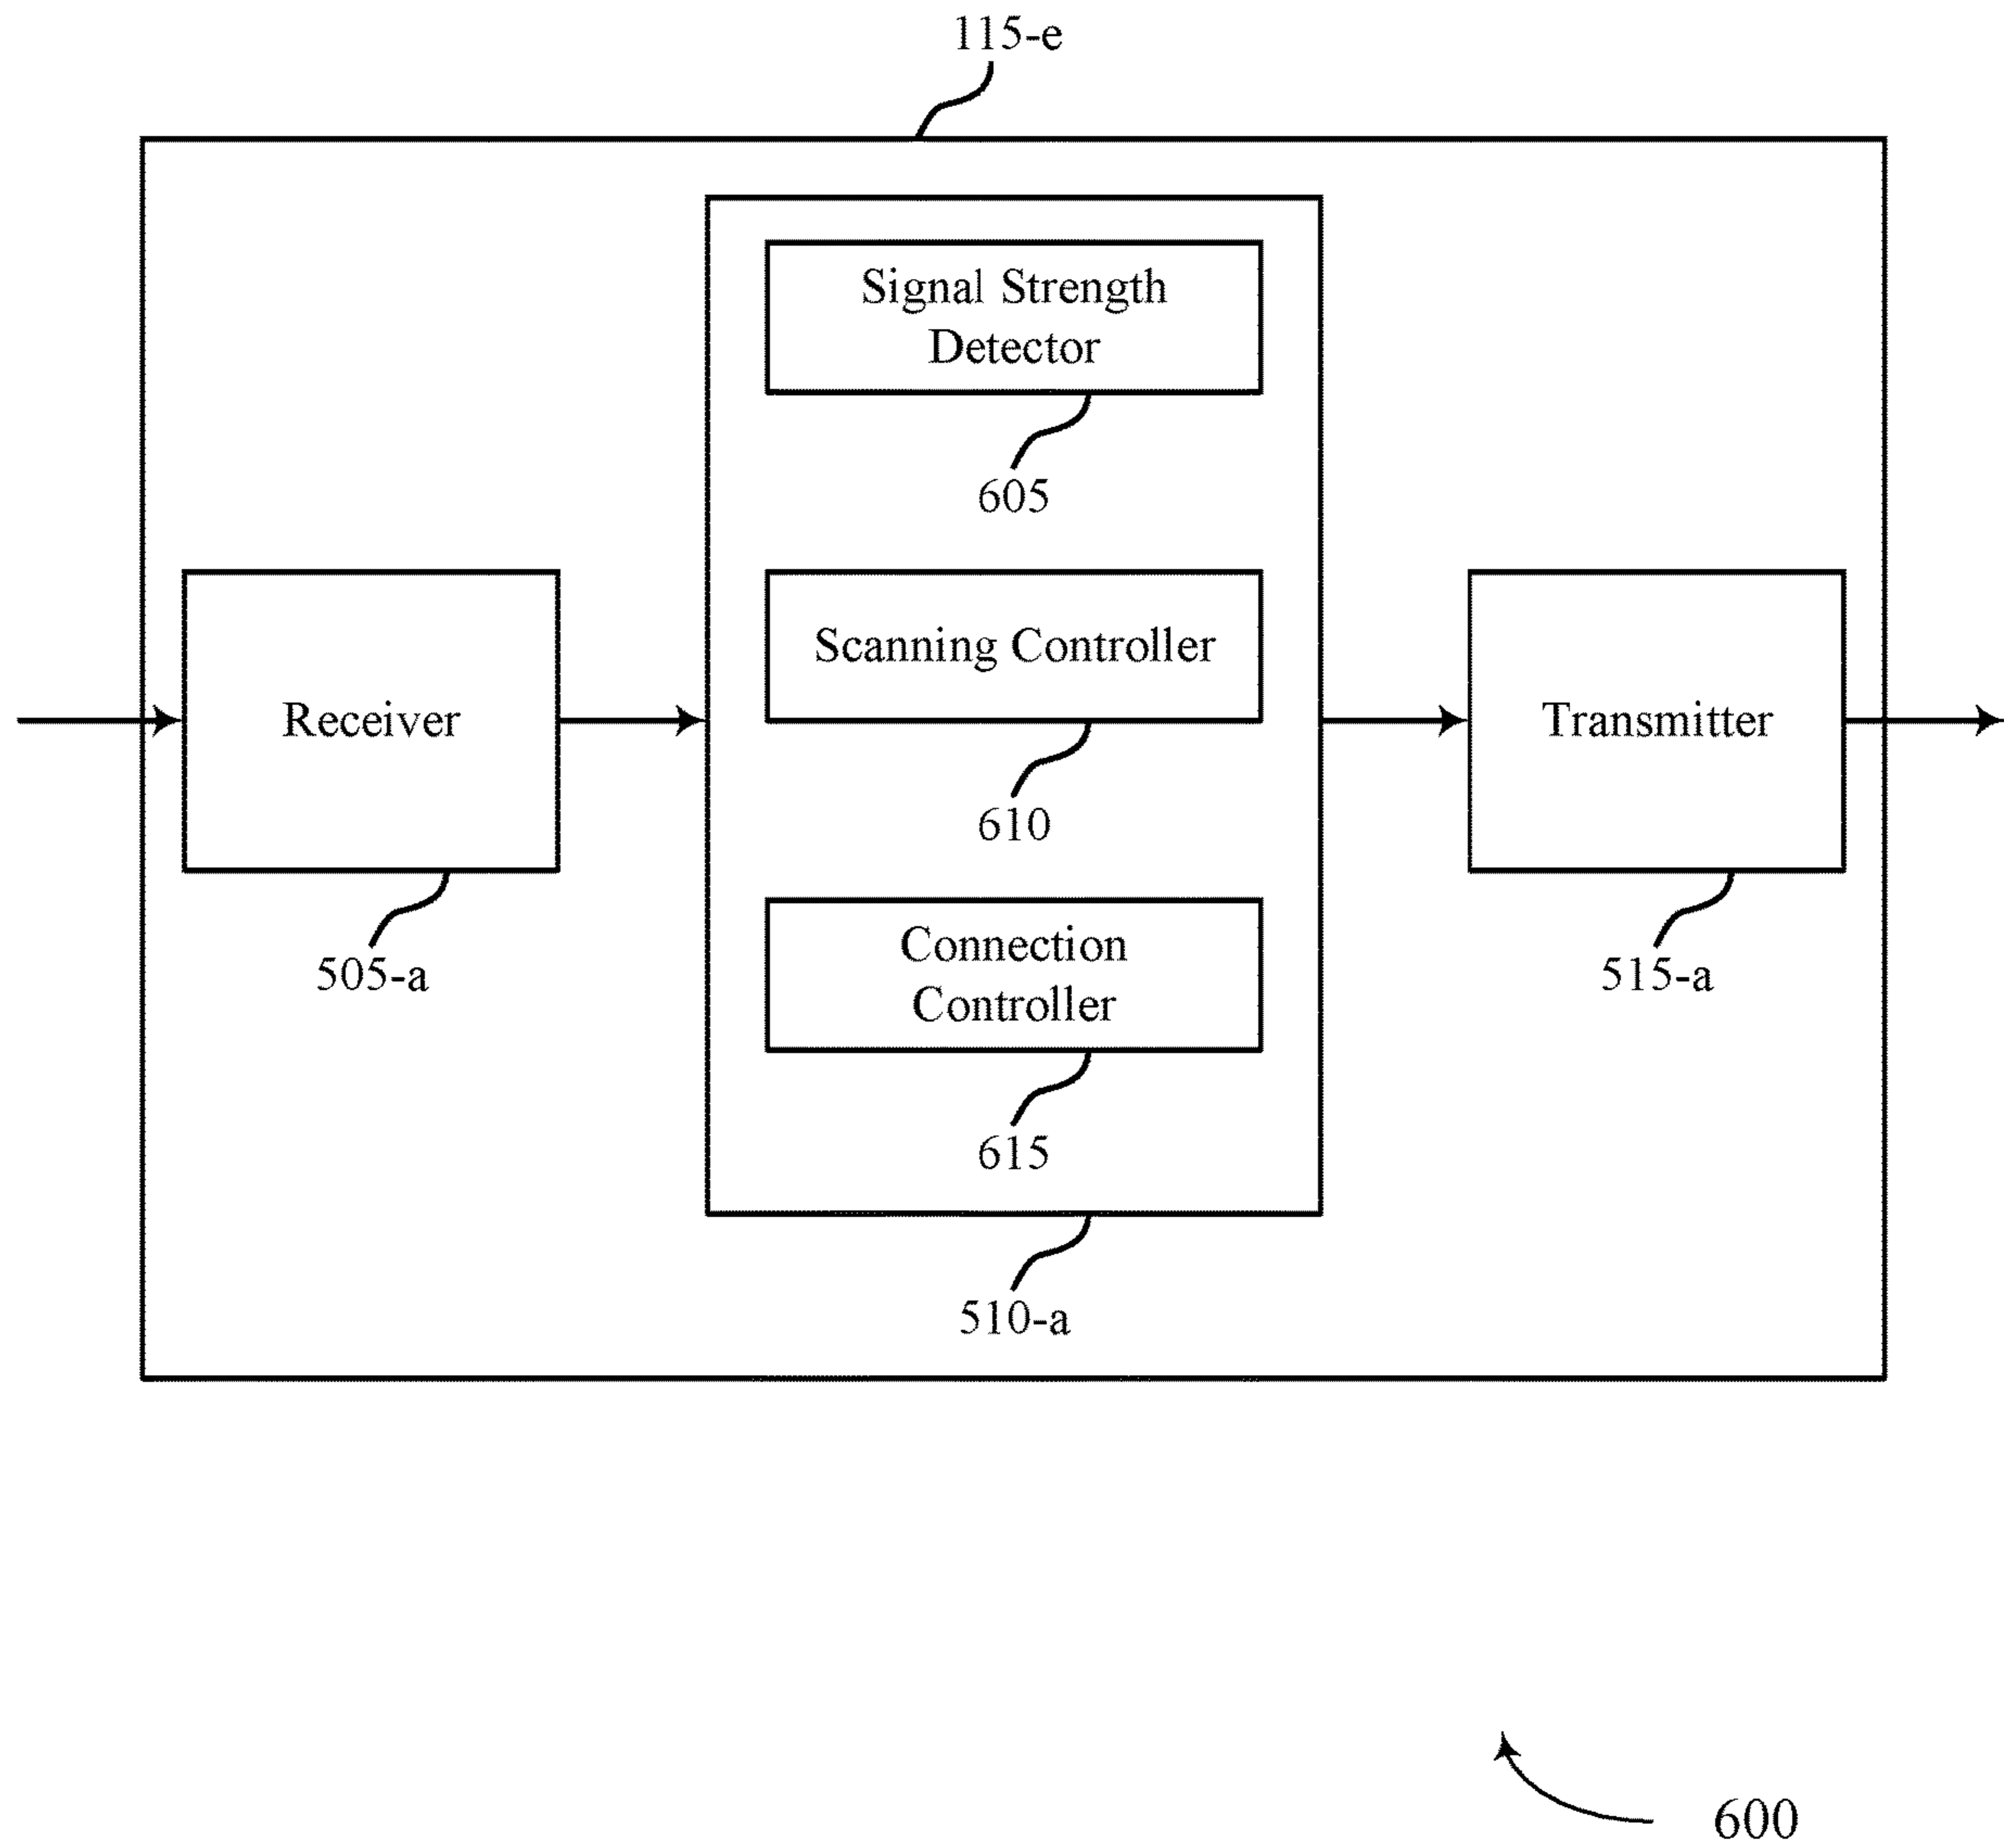 115-e
Signal Strength
Detector
605
Receiver
505-a
Scanning Controller
610
Transmitter
515-a
Connection
Controller
615
510-a
600